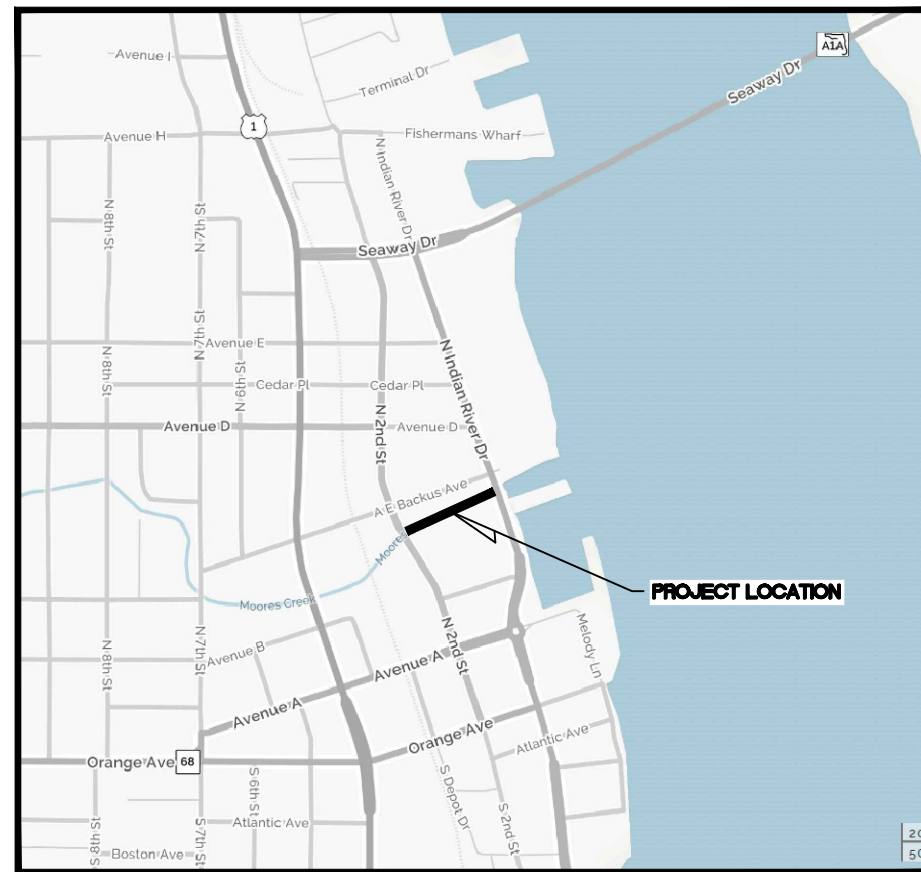 Avenue I
Terminal Dr
A1A
Seaway Dr
1
Avenue H
Fishermans Wharf
N Indian River Dr
N 8th St
N 7th St
Seaway Dr
N 7th St
Avenue E
N 8th St
N 6th St
Cedar Pl
Cedar Pl
N Indian River Dr
Avenue D
N 2nd St
Avenue D
A E Backus Ave
Moores
PROJECT LOCATION
Moores Creek
N 8th St
N 7th St
Avenue B
N 2nd St
Melody Ln
Avenue A
Avenue A
Orange Ave
Atlantic Ave
Orange Ave
68
S 8th St
S 6th St
S 7th St
S Depot Dr
S 2nd St
Atlantic Ave
Boston Ave